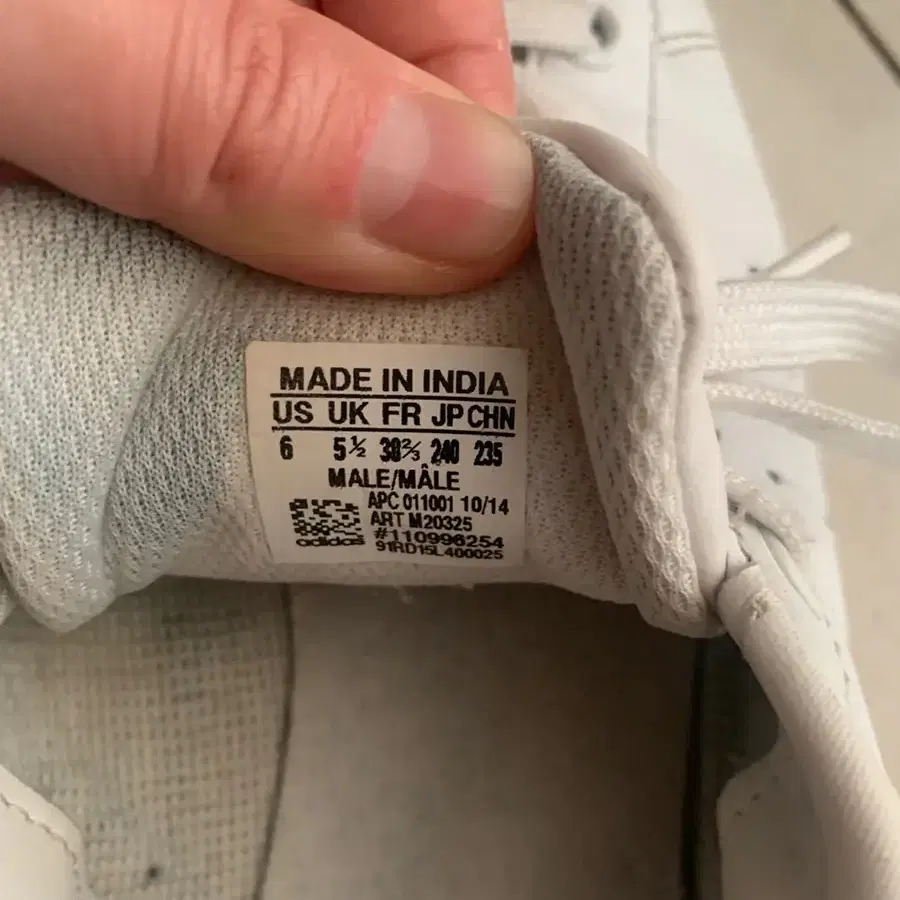 MADE IN INDIA
US UK FR JP CHN
6 5½ 38⅔ 240 235
MALE/MÂLE
APC 011001 10/14
ART M20325
#110996254
adidas 91RD15L400025